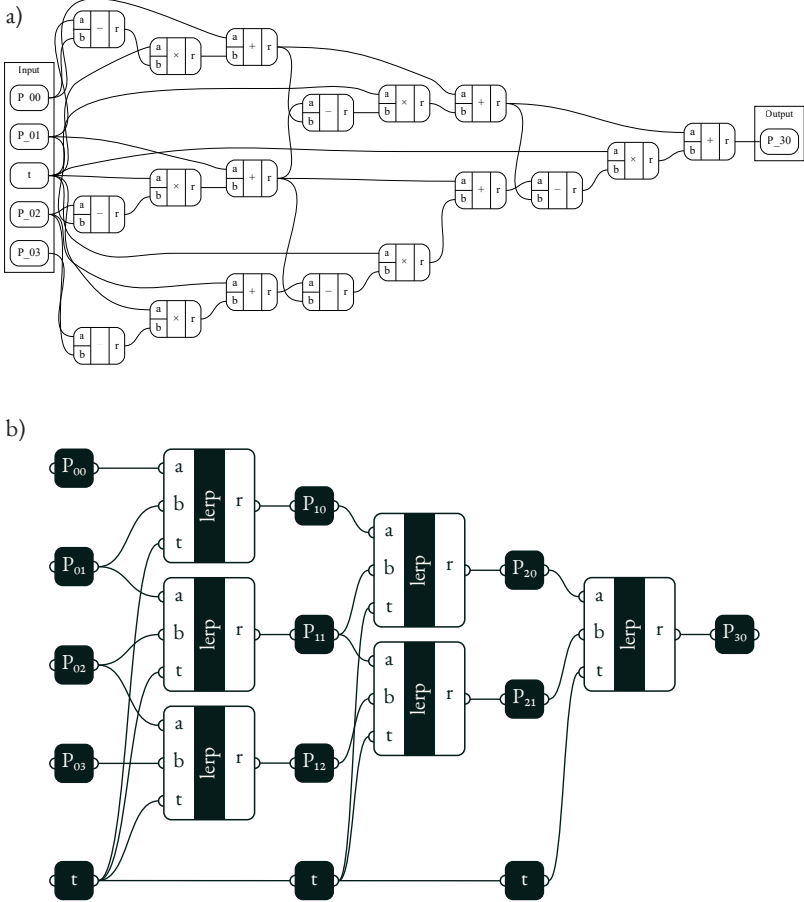 a)
Input
P_00
P_01
t
P_02
P_03
a
b
− r
a
b
× r
a
b
+ r
a
b
− r
a
b
× r
a
b
+ r
a
b
− r
a
b
× r
a
b
+ r
a
b
+ r
a
b
− r
a
b
× r
a
b
+ r
a
b
− r
a
b
× r
a
b
+ r
a
b
− r
a
b
× r
Output
P_30
b)
P₀₀
P₀₁
P₀₂
P₀₃
t
a
b
t
lerp
r
a
b
t
lerp
r
a
b
t
lerp
r
P₁₀
P₁₁
P₁₂
t
a
b
t
lerp
r
a
b
t
lerp
r
P₂₀
P₂₁
t
a
b
t
lerp
r
P₃₀